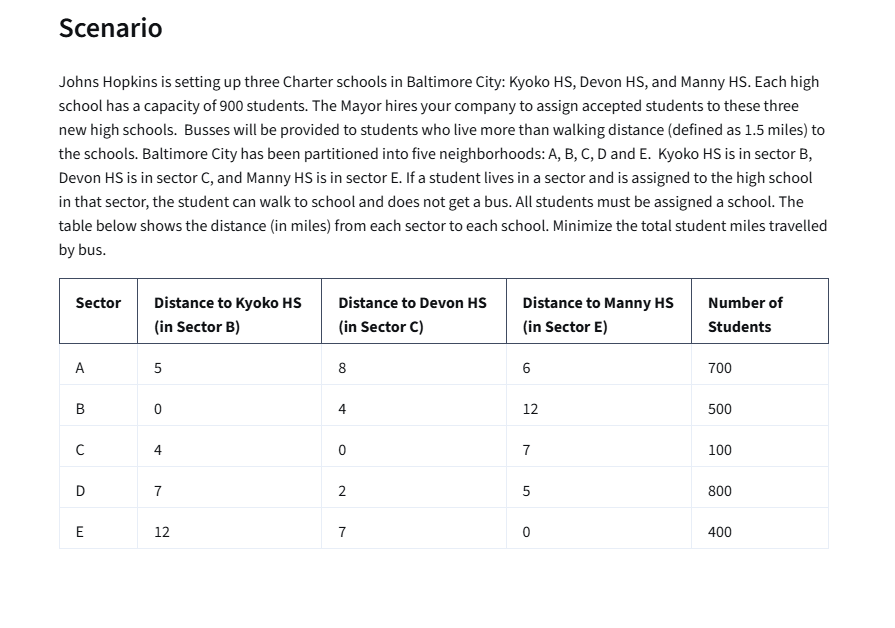 Scenario
Johns Hopkins is setting up three Charter schools in Baltimore City: Kyoko HS, Devon HS, and Manny HS. Each high
school has a capacity of 900 students. The Mayor hires your company to assign accepted students to these three
new high schools.  Busses will be provided to students who live more than walking distance (defined as 1.5 miles) to
the schools. Baltimore City has been partitioned into five neighborhoods: A, B, C, D and E.  Kyoko HS is in sector B,
Devon HS is in sector C, and Manny HS is in sector E. If a student lives in a sector and is assigned to the high school
in that sector, the student can walk to school and does not get a bus. All students must be assigned a school. The
table below shows the distance (in miles) from each sector to each school. Minimize the total student miles travelled
by bus.
Sector Distance to Kyoko HS Distance to Devon HS Distance to Manny HS Number of
(in Sector B) (in Sector C) (in Sector E) Students
A 5 8 6 700
B 0 4 12 500
C 4 0 7 100
D 7 2 5 800
E 12 7 0 400